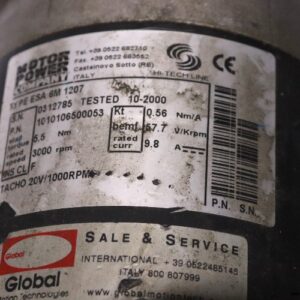 MOTOR
POWER
Tel +39 0522 682710
Fax +39 0522 683552
Castelnovo Sotto (RE)
ITALY
HI-TECH LINE
CE
TYPE ESA 6M 1207
S.N. 10312785 TESTED 10-2000
P.N. 1010106500053
Kt 0.56 Nm/A
5.5 Nm
bemf 67.7 V/Krpm
3000 rpm
rated curr 9.8 A
INS CL F
TACHO 20V/1000RPM
P.N. S.N.
SALE & SERVICE
INTERNATIONAL + 39 0522485145
ITALY 800 807999
Global
Technologies
www.globalmotion